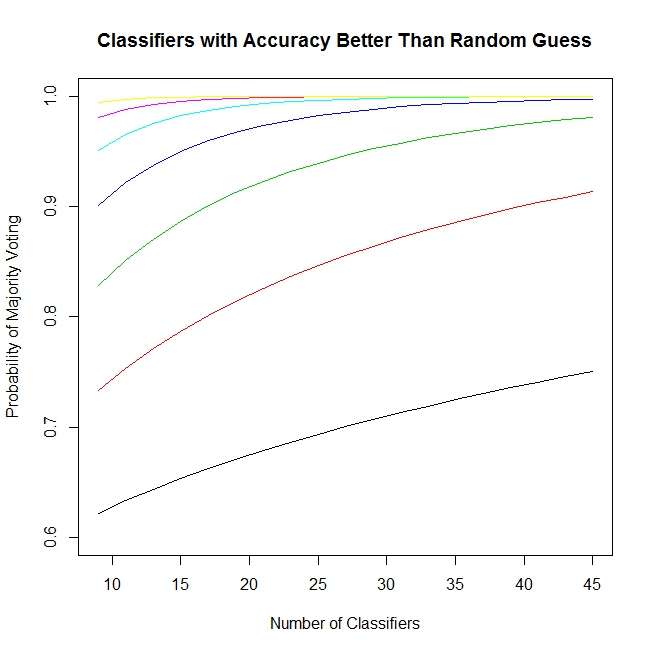 Classifiers with Accuracy Better Than Random Guess
Probability of Majority Voting
1.0
0.9
0.8
0.7
0.6
10 15 20 25 30 35 40 45
Number of Classifiers